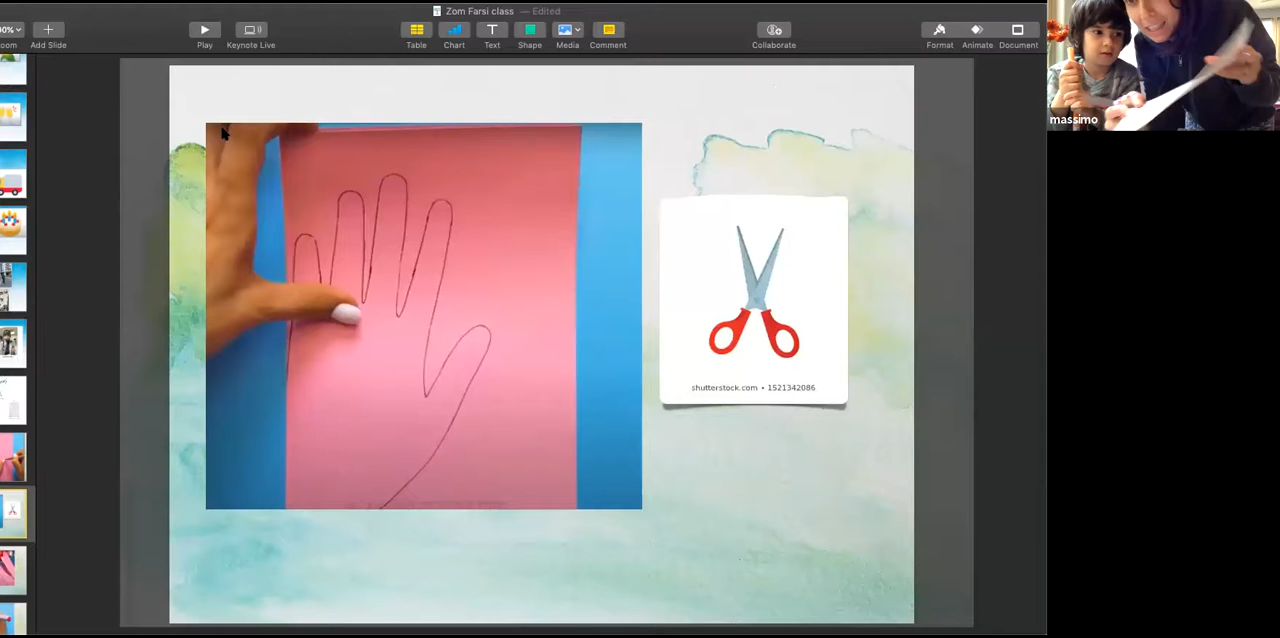 Zom Farsi class — Edited
Add Slide
Play
Keynote Live
Table
Chart
Text
Shape
Media
Comment
Collaborate
Format
Animate
Document
massimo
shutterstock.com • 1521342086